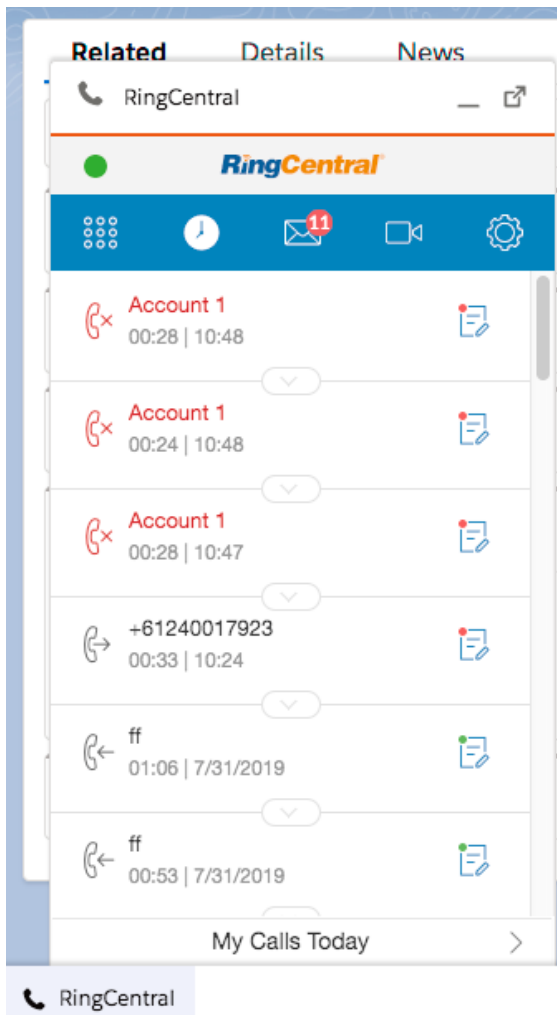 Related Details News
RingCentral
RingCentral
11
Account 1
00:28 | 10:48
Account 1
00:24 | 10:48
Account 1
00:28 | 10:47
+61240017923
00:33 | 10:24
ff
01:06 | 7/31/2019
ff
00:53 | 7/31/2019
My Calls Today
RingCentral